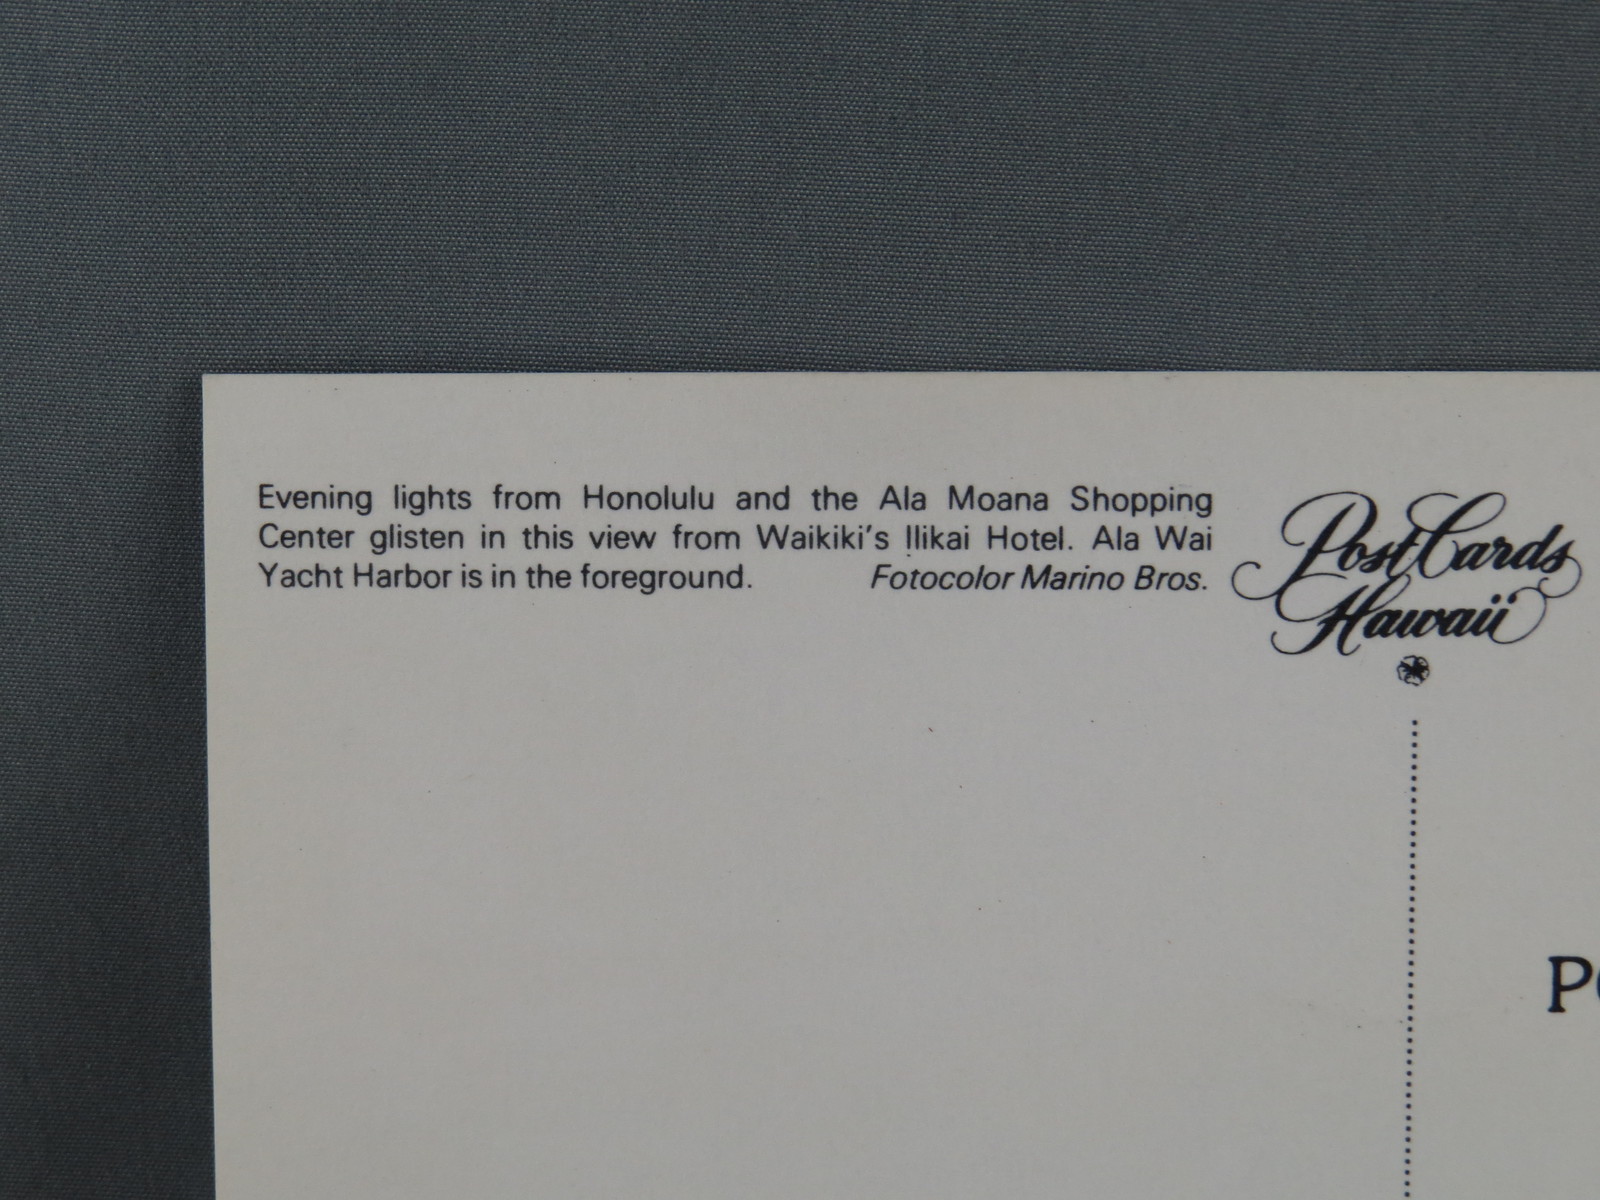 Evening lights from Honolulu and the Ala Moana Shopping
Center glisten in this view from Waikiki's Ilikai Hotel. Ala Wai
Yacht Harbor is in the foreground. Fotocolor Marino Bros.
Post Cards
Hawaii